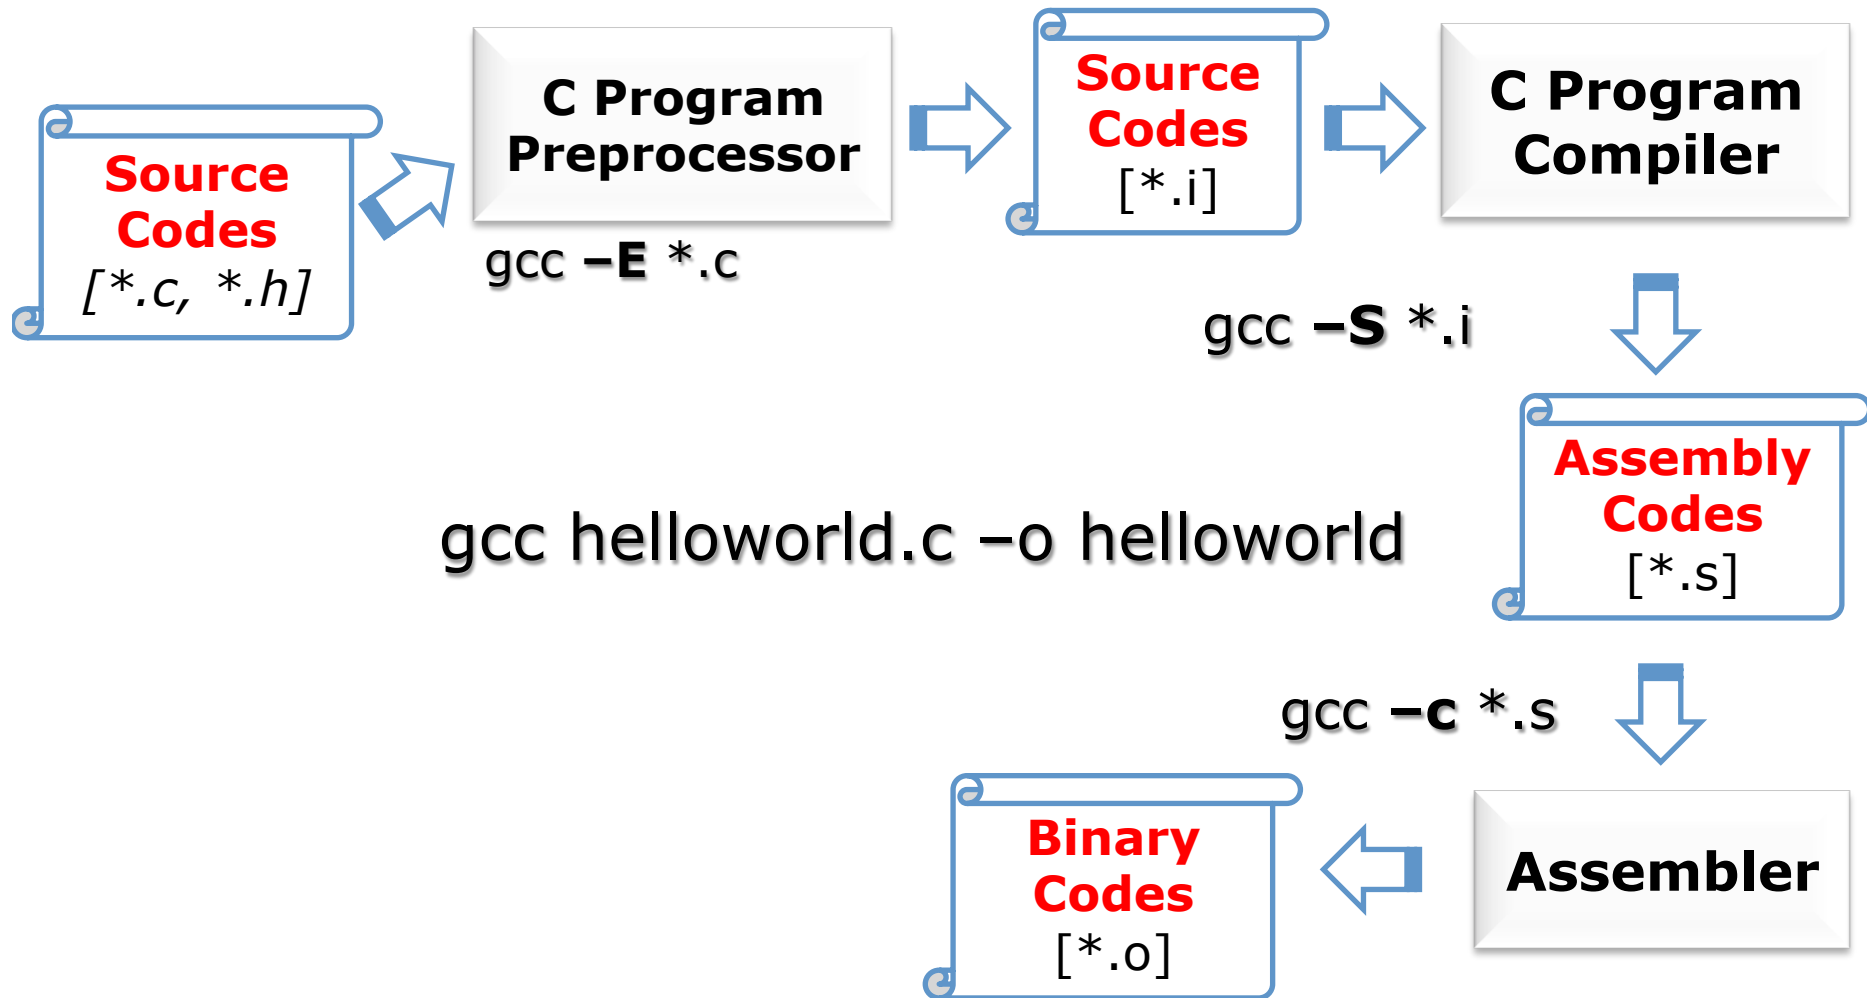 Source
Codes
[*.c, *.h]
C Program
Preprocessor
gcc –E *.c
Source
Codes
[*.i]
C Program
Compiler
gcc –S *.i
Assembly
Codes
[*.s]
gcc helloworld.c –o helloworld
gcc –c *.s
Assembler
Binary
Codes
[*.o]